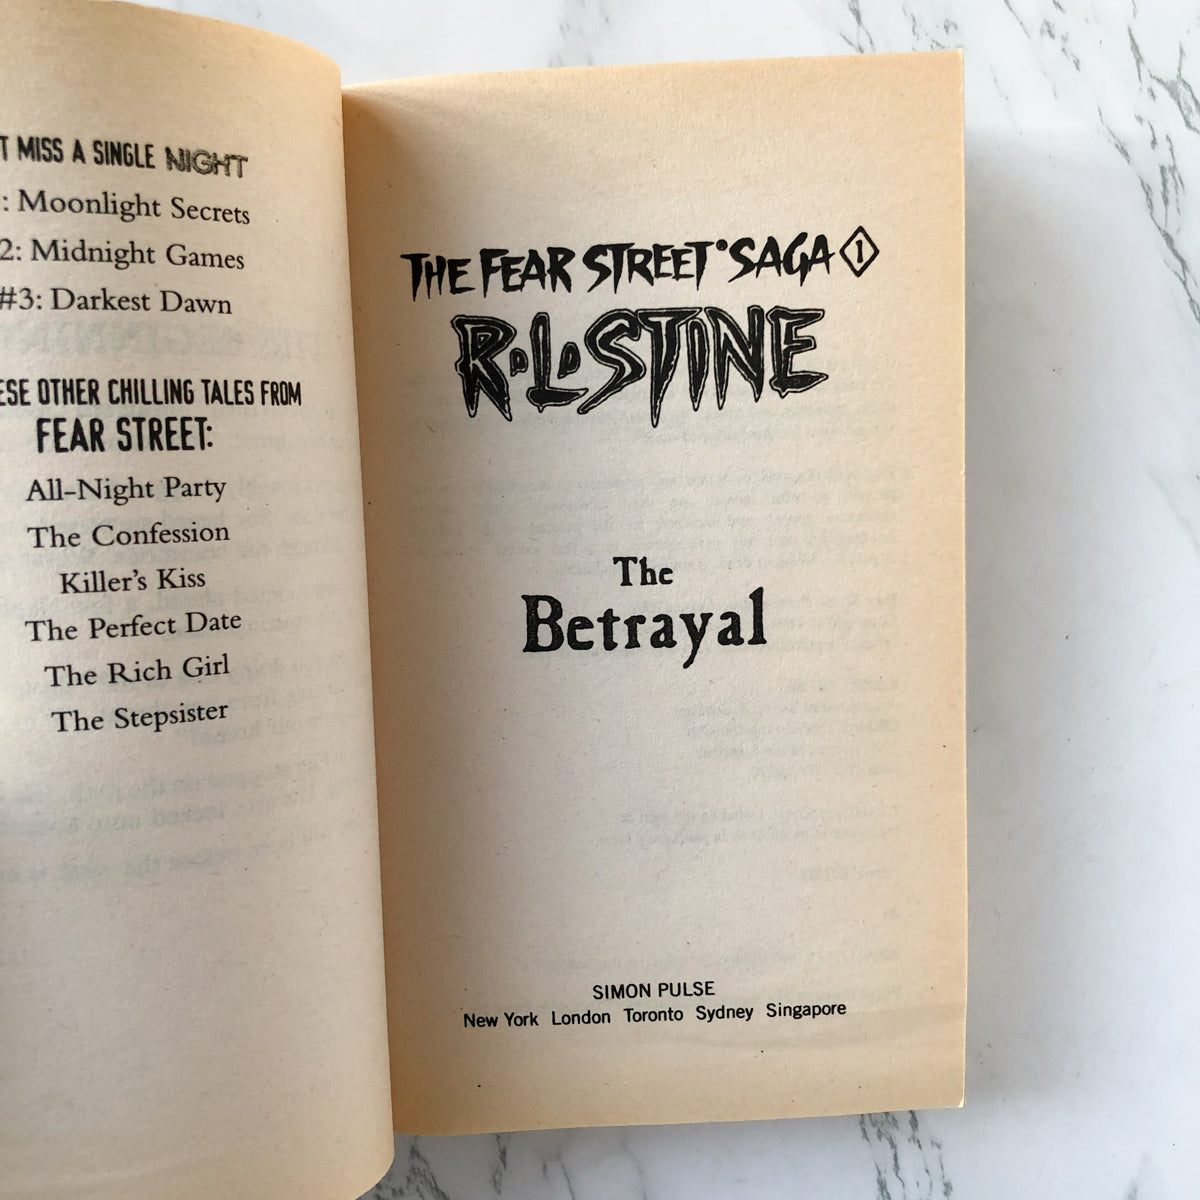 MISS A SINGLE NIGHT
: Moonlight Secrets
2: Midnight Games
#3: Darkest Dawn
OTHER CHILLING TALES FROM
FEAR STREET:
All-Night Party
The Confession
Killer's Kiss
The Perfect Date
The Rich Girl
The Stepsister
THE FEAR STREET® SAGA 1
R·L·STINE
The
Betrayal
SIMON PULSE
New York London Toronto Sydney Singapore